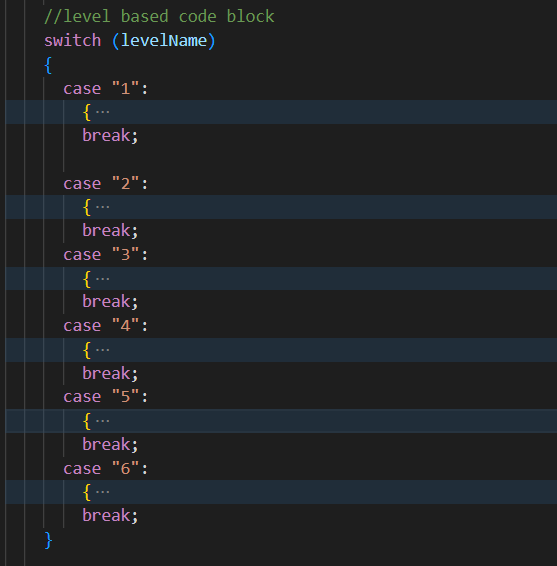 //level based code block
switch (levelName)
{
case "1":
{ ···
break;
case "2":
{ ···
break;
case "3":
{ ···
break;
case "4":
{ ···
break;
case "5":
{ ···
break;
case "6":
{ ···
break;
}